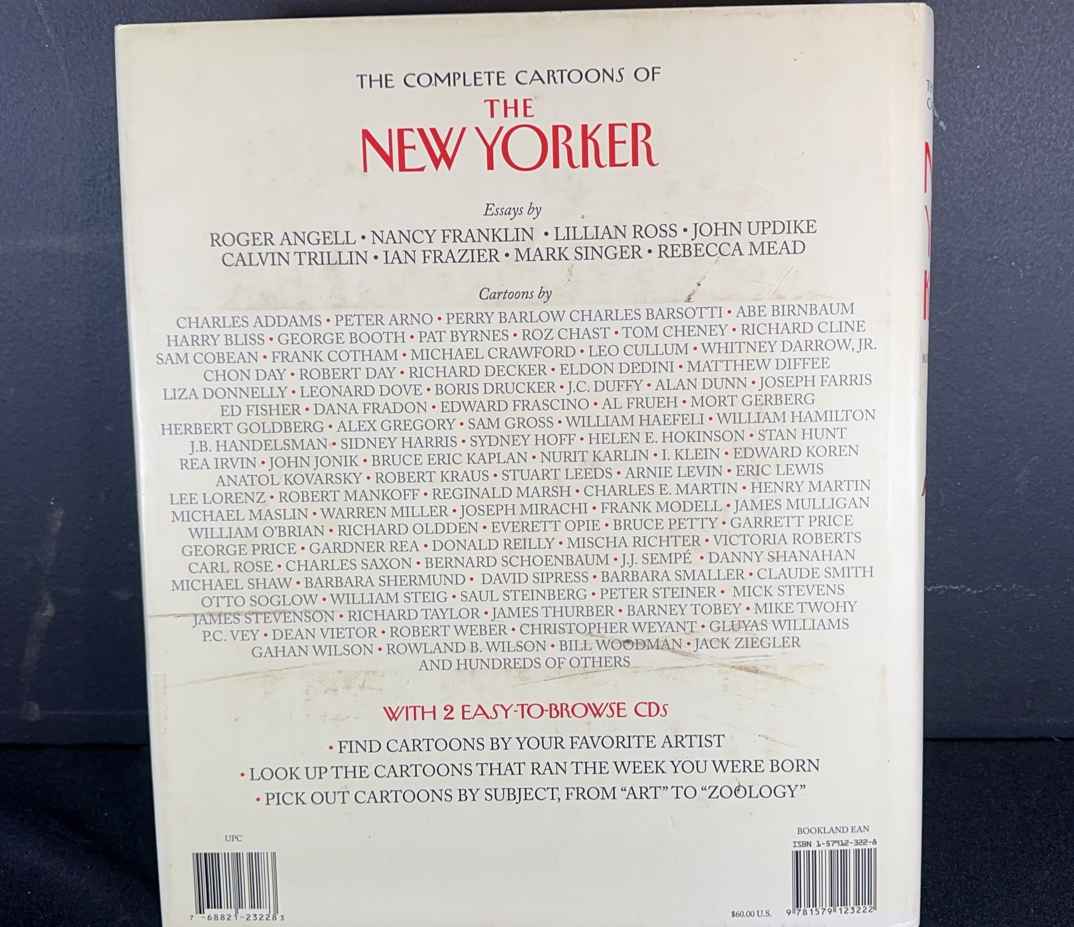 THE COMPLETE CARTOONS OF
THE
NEW YORKER
Essays by
ROGER ANGELL • NANCY FRANKLIN • LILLIAN ROSS • JOHN UPDIKE
CALVIN TRILLIN • IAN FRAZIER • MARK SINGER • REBECCA MEAD
Cartoons by
CHARLES ADDAMS • PETER ARNO • PERRY BARLOW CHARLES BARSOTTI • ABE BIRNBAUM
HARRY BLISS • GEORGE BOOTH • PAT BYRNES • ROZ CHAST • TOM CHENEY • RICHARD CLINE
SAM COBEAN • FRANK COTHAM • MICHAEL CRAWFORD • LEO CULLUM • WHITNEY DARROW, JR.
CHON DAY • ROBERT DAY • RICHARD DECKER • ELDON DEDINI • MATTHEW DIFFEE
LIZA DONNELLY • LEONARD DOVE • BORIS DRUCKER • J.C. DUFFY • ALAN DUNN • JOSEPH FARRIS
ED FISHER • DANA FRADON • EDWARD FRASCINO • AL FRUEH • MORT GERBERG
HERBERT GOLDBERG • ALEX GREGORY • SAM GROSS • WILLIAM HAEFELI • WILLIAM HAMILTON
J.B. HANDELSMAN • SIDNEY HARRIS • SYDNEY HOFF • HELEN E. HOKINSON • STAN HUNT
REA IRVIN • JOHN JONIK • BRUCE ERIC KAPLAN • NURIT KARLIN • I. KLEIN • EDWARD KOREN
ANATOL KOVARSKY • ROBERT KRAUS • STUART LEEDS • ARNIE LEVIN • ERIC LEWIS
LEE LORENZ • ROBERT MANKOFF • REGINALD MARSH • CHARLES E. MARTIN • HENRY MARTIN
MICHAEL MASLIN • WARREN MILLER • JOSEPH MIRACHI • FRANK MODELL • JAMES MULLIGAN
WILLIAM O'BRIAN • RICHARD OLDDEN • EVERETT OPIE • BRUCE PETTY • GARRETT PRICE
GEORGE PRICE • GARDNER REA • DONALD REILLY • MISCHA RICHTER • VICTORIA ROBERTS
CARL ROSE • CHARLES SAXON • BERNARD SCHOENBAUM • J.J. SEMPÉ • DANNY SHANAHAN
MICHAEL SHAW • BARBARA SHERMUND • DAVID SIPRESS • BARBARA SMALLER • CLAUDE SMITH
OTTO SOGLOW • WILLIAM STEIG • SAUL STEINBERG • PETER STEINER • MICK STEVENS
JAMES STEVENSON • RICHARD TAYLOR • JAMES THURBER • BARNEY TOBEY • MIKE TWOHY
P.C. VEY • DEAN VIETOR • ROBERT WEBER • CHRISTOPHER WEYANT • GLUYAS WILLIAMS
GAHAN WILSON • ROWLAND B. WILSON • BILL WOODMAN • JACK ZIEGLER
AND HUNDREDS OF OTHERS
WITH 2 EASY-TO-BROWSE CDs
• FIND CARTOONS BY YOUR FAVORITE ARTIST
• LOOK UP THE CARTOONS THAT RAN THE WEEK YOU WERE BORN
• PICK OUT CARTOONS BY SUBJECT, FROM “ART” TO “ZOOLOGY”
UPC
7 68821 23228 3
BOOKLAND EAN
ISBN 1-57912-322-8
$60.00 U.S.
9 781579 123222